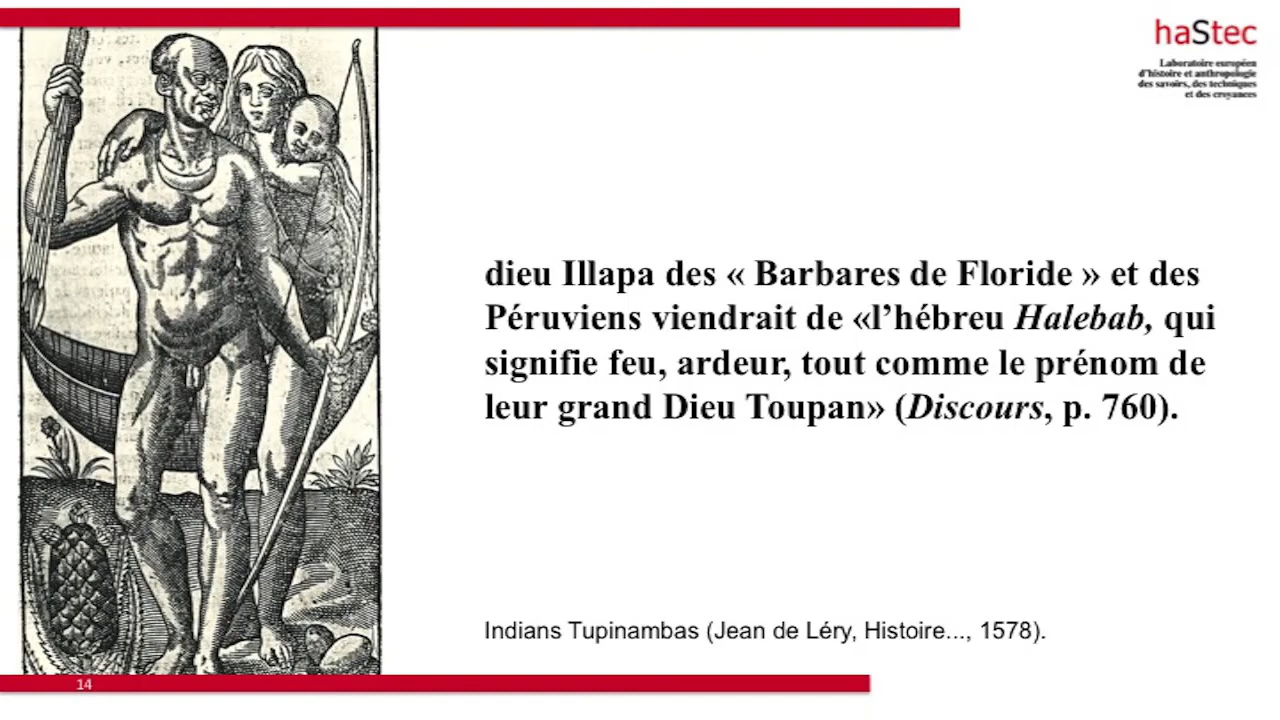 haStec
Laboratoire européen
d'histoire et anthropologie
des savoirs, des techniques
et des croyances
dieu Illapa des « Barbares de Floride » et des
Péruviens viendrait de «l’hébreu Halebab, qui
signifie feu, ardeur, tout comme le prénom de
leur grand Dieu Toupan» (Discours, p. 760).
Indians Tupinambas (Jean de Léry, Histoire..., 1578).
14